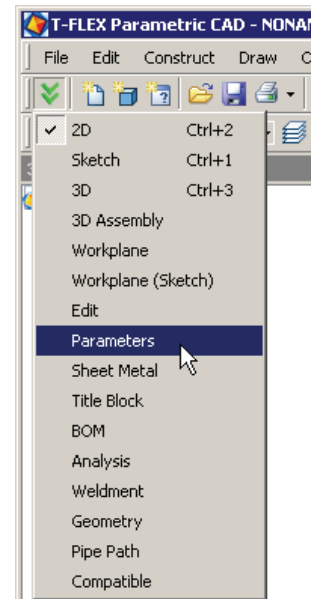 T-FLEX Parametric CAD - NONAM
File Edit Construct Draw
2D Ctrl+2
Sketch Ctrl+1
3D Ctrl+3
3D Assembly
Workplane
Workplane (Sketch)
Edit
Parameters
Sheet Metal
Title Block
BOM
Analysis
Weldment
Geometry
Pipe Path
Compatible